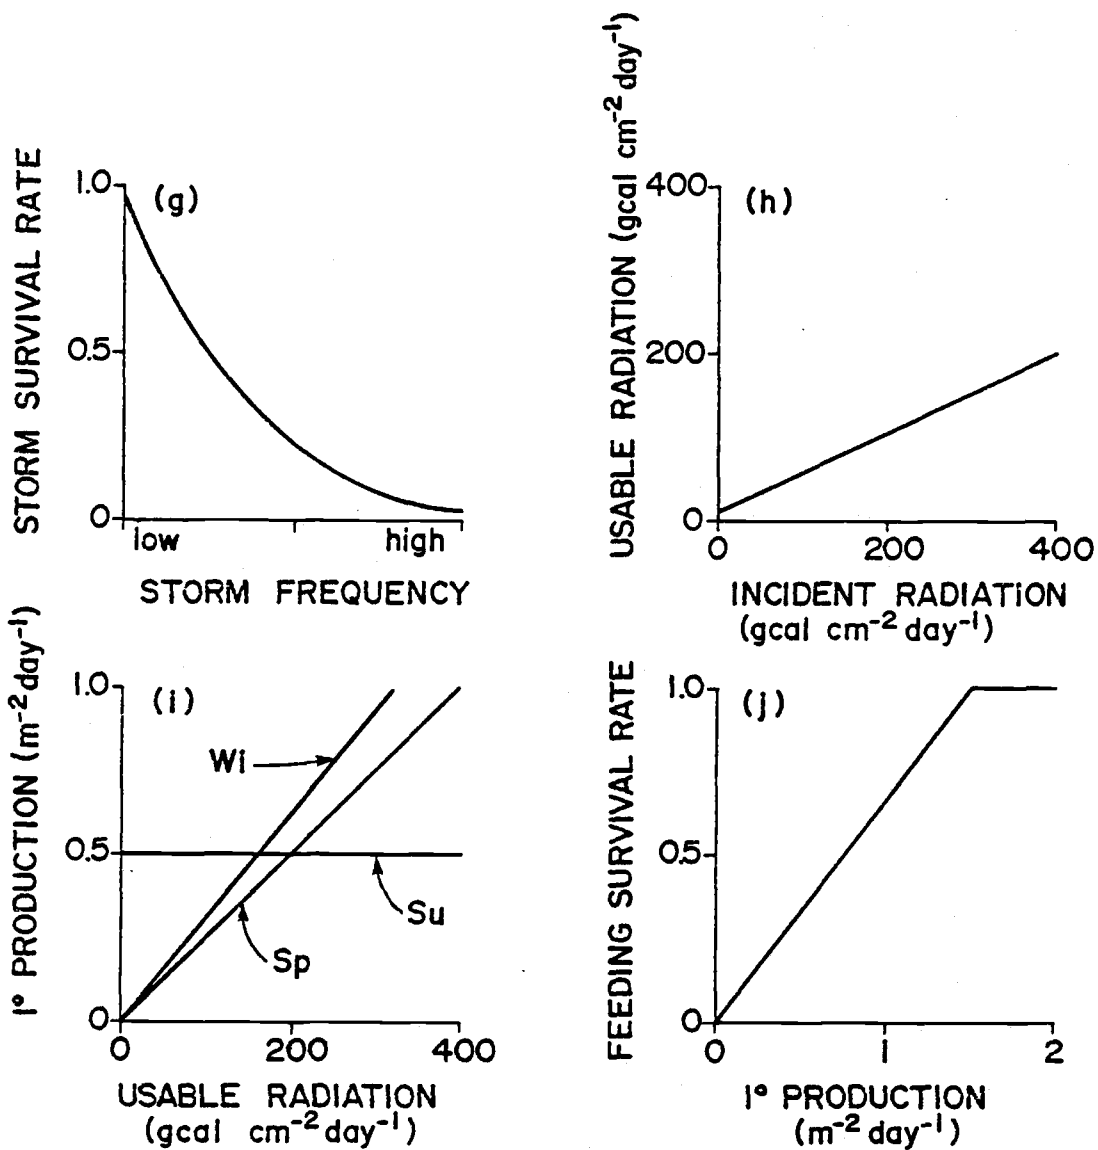 STORM SURVIVAL RATE
1.0
(g)
0.5
0
low high
STORM FREQUENCY
USABLE RADIATION (gcal cm⁻² day⁻¹)
400
(h)
200
0
0 200 400
INCIDENT RADIATION
(gcal cm⁻² day⁻¹)
1° PRODUCTION (m⁻² day⁻¹)
1.0
(i)
Wi
0.5
Su
Sp
0
0 200 400
USABLE RADIATION
(gcal cm⁻² day⁻¹)
FEEDING SURVIVAL RATE
1.0
(j)
0.5
0
0 1 2
1° PRODUCTION
(m⁻² day⁻¹)